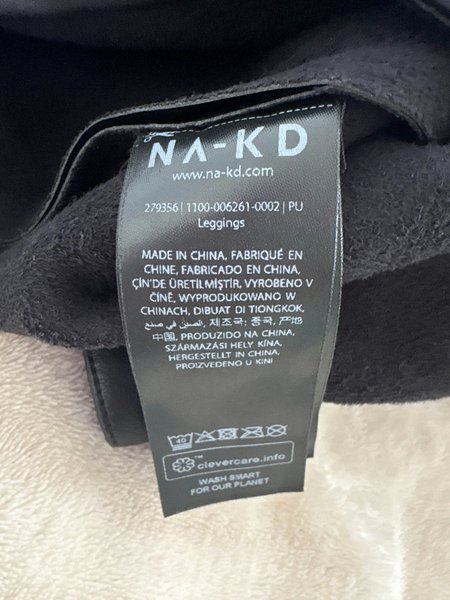 NA-KD
www.na-kd.com
279356 | 1100-006261-0002 | PU
Leggings
MADE IN CHINA, FABRIQUÉ EN
CHINE, FABRICADO EN CHINA,
ÇİN'DE ÜRETİLMİŞTİR, VYROBENO V
ČÍNĚ, WYPRODUKOWANO W
CHINACH, DIBUAT DI TIONGKOK,
صنع في الصين, 제조국: 중국, 产地
中国, PRODUZIDO NA CHINA,
SZÁRMAZÁSI HELY KÍNA,
HERGESTELLT IN CHINA,
PROIZVEDENO U KINI
40
clevercare.info™
WASH SMART
FOR OUR PLANET